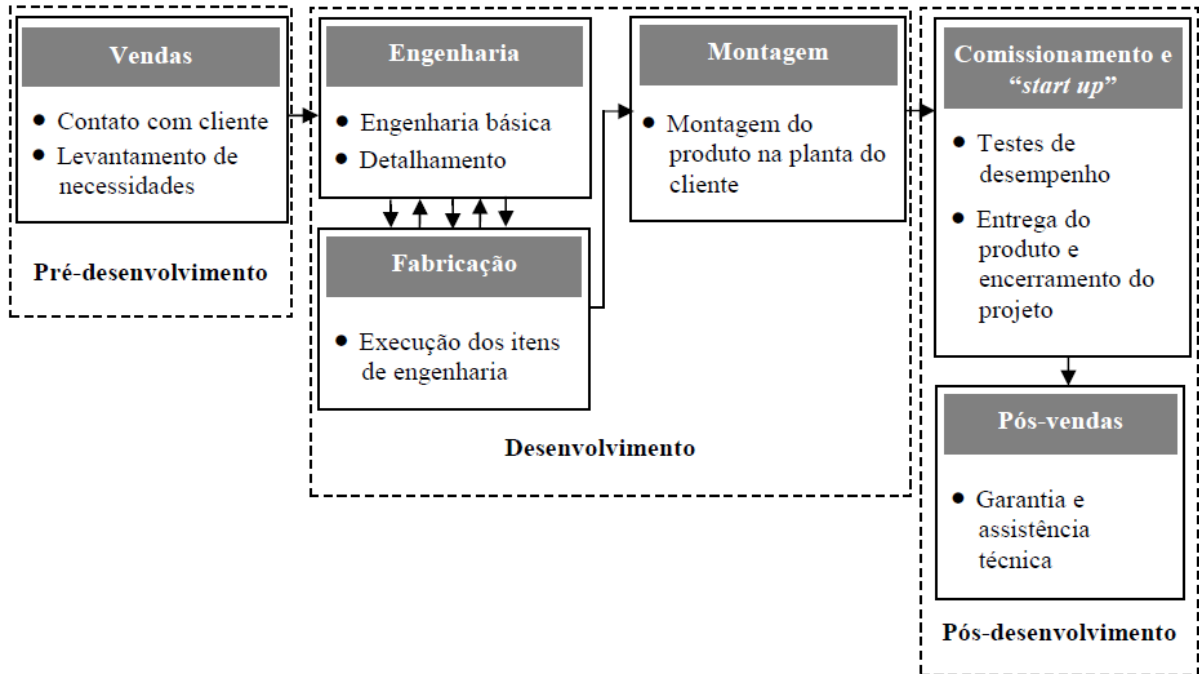 Vendas
• Contato com cliente
• Levantamento de
necessidades
Pré-desenvolvimento
Engenharia
• Engenharia básica
• Detalhamento
Fabricação
• Execução dos itens
de engenharia
Montagem
• Montagem do
produto na planta do
cliente
Desenvolvimento
Comissionamento e
“start up”
• Testes de
desempenho
• Entrega do
produto e
encerramento do
projeto
Pós-vendas
• Garantia e
assistência
técnica
Pós-desenvolvimento